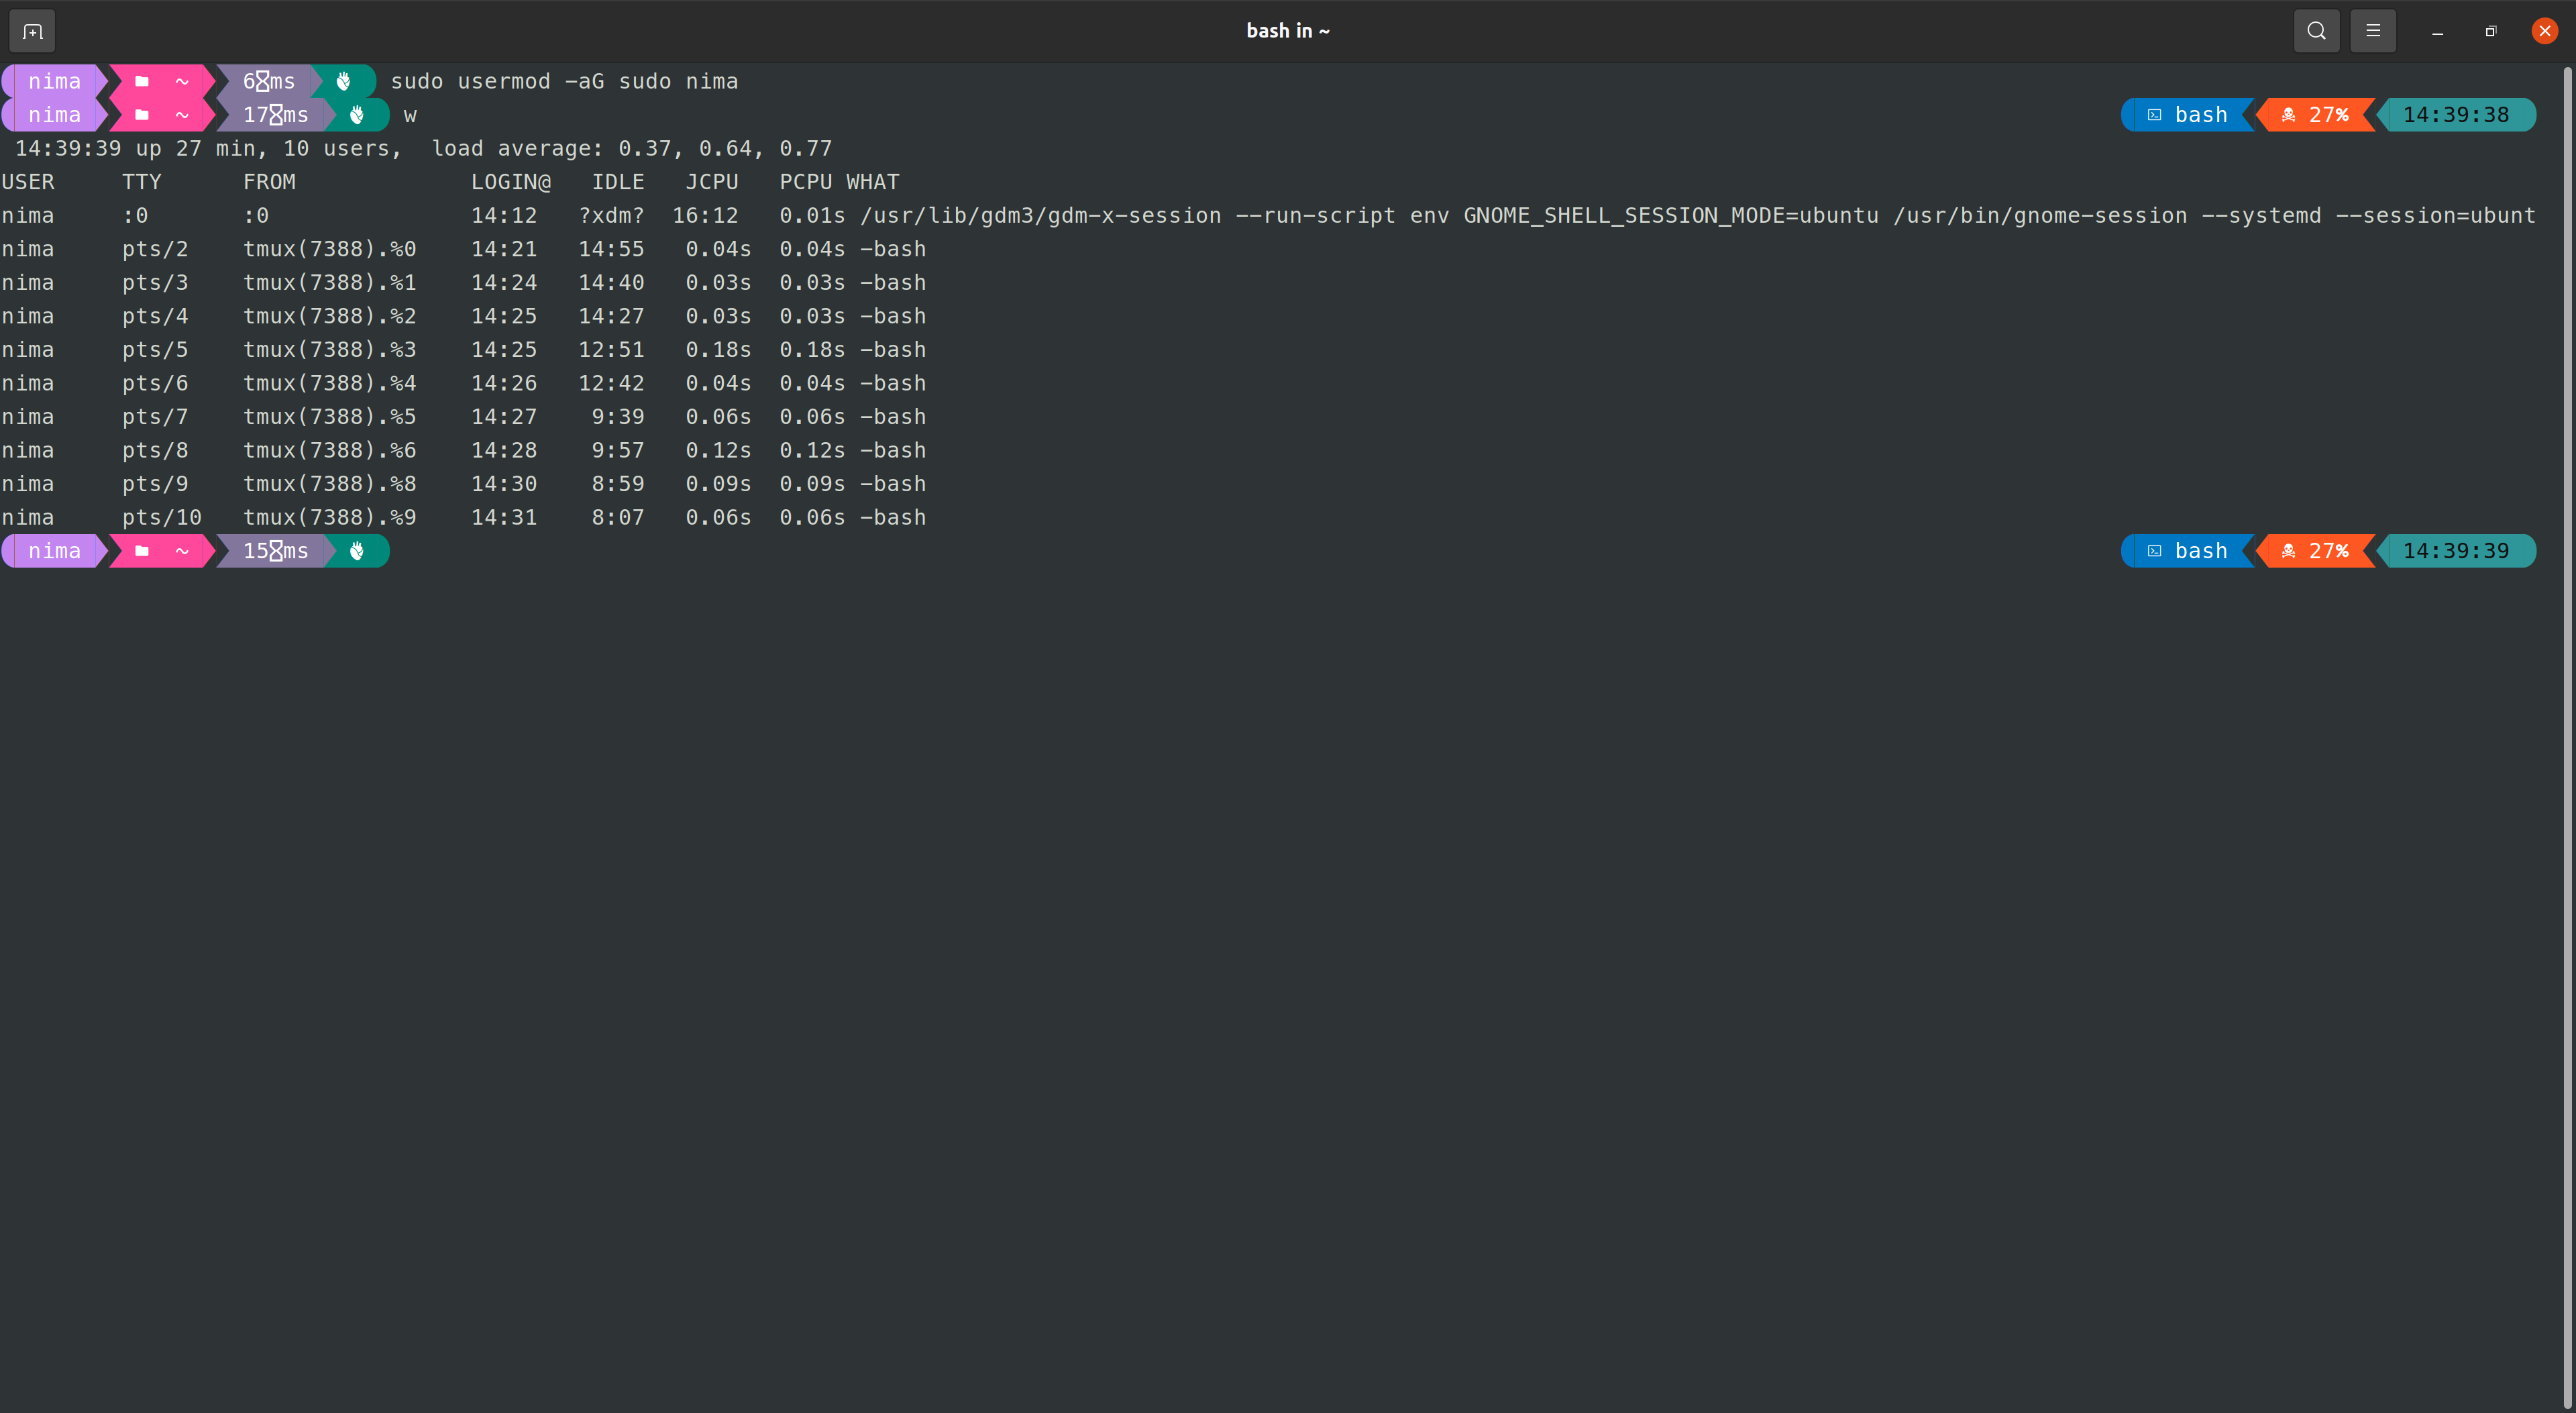 bash in ~
nima ~ 6ms sudo usermod -aG sudo nima
nima ~ 17ms w bash 27% 14:39:38
14:39:39 up 27 min, 10 users, load average: 0.37, 0.64, 0.77
USER TTY FROM LOGIN@ IDLE JCPU PCPU WHAT
nima :0 :0 14:12 ?xdm? 16:12 0.01s /usr/lib/gdm3/gdm-x-session --run-script env GNOME_SHELL_SESSION_MODE=ubuntu /usr/bin/gnome-session --systemd --session=ubunt
nima pts/2 tmux(7388).%0 14:21 14:55 0.04s 0.04s -bash
nima pts/3 tmux(7388).%1 14:24 14:40 0.03s 0.03s -bash
nima pts/4 tmux(7388).%2 14:25 14:27 0.03s 0.03s -bash
nima pts/5 tmux(7388).%3 14:25 12:51 0.18s 0.18s -bash
nima pts/6 tmux(7388).%4 14:26 12:42 0.04s 0.04s -bash
nima pts/7 tmux(7388).%5 14:27 9:39 0.06s 0.06s -bash
nima pts/8 tmux(7388).%6 14:28 9:57 0.12s 0.12s -bash
nima pts/9 tmux(7388).%8 14:30 8:59 0.09s 0.09s -bash
nima pts/10 tmux(7388).%9 14:31 8:07 0.06s 0.06s -bash
nima ~ 15ms bash 27% 14:39:39